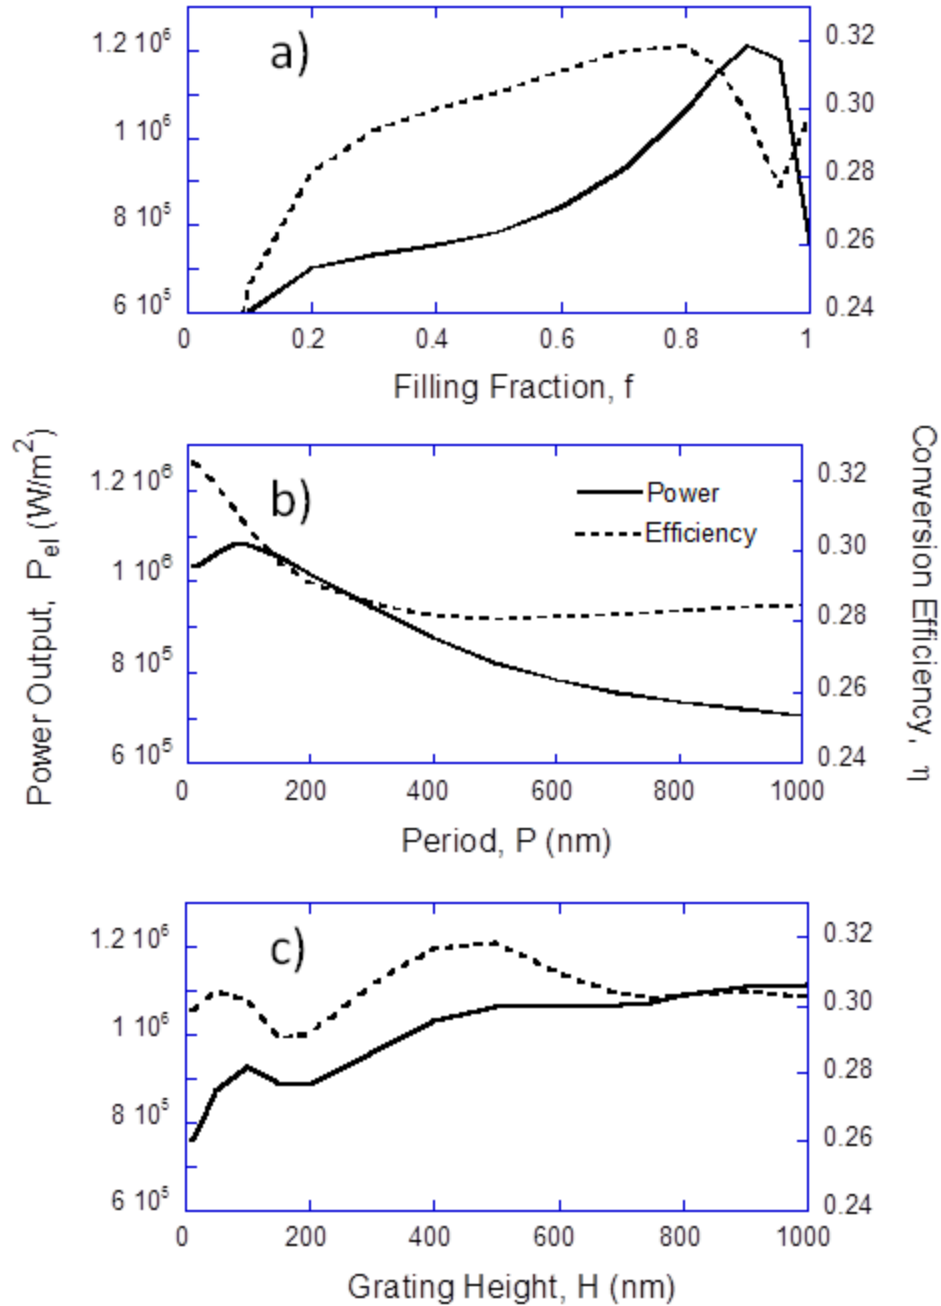 a)
1.2 10⁶
1 10⁶
8 10⁵
6 10⁵
0.32
0.30
0.28
0.26
0.24
0 0.2 0.4 0.6 0.8 1
Filling Fraction, f
Power Output, P_el (W/m²)
Conversion Efficiency, η
b)
Power
Efficiency
1.2 10⁶
1 10⁶
8 10⁵
6 10⁵
0.32
0.30
0.28
0.26
0.24
0 200 400 600 800 1000
Period, P (nm)
c)
1.2 10⁶
1 10⁶
8 10⁵
6 10⁵
0.32
0.30
0.28
0.26
0.24
0 200 400 600 800 1000
Grating Height, H (nm)